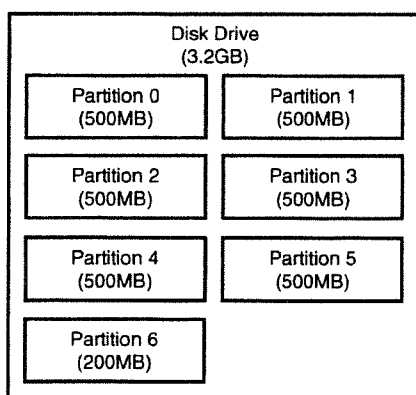 Disk Drive
(3.2GB)
Partition 0
(500MB)
Partition 1
(500MB)
Partition 2
(500MB)
Partition 3
(500MB)
Partition 4
(500MB)
Partition 5
(500MB)
Partition 6
(200MB)